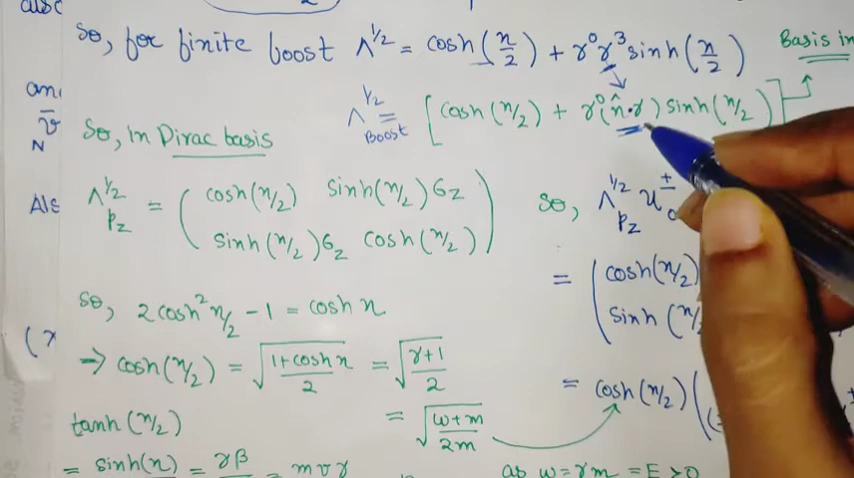 So, for finite boost Λ^{1/2} = cosh(η/2) + γ⁰γ³ sinh(η/2)
Basis in
Λ^{1/2}_{Boost} = [cosh(η/2) + γ⁰(n̂·γ) sinh(η/2)]
an
v̄
N
So, in Dirac basis
Als
Λ^{1/2}_{p_z} = ( cosh(η/2) sinh(η/2)σ_z
sinh(η/2)σ_z cosh(η/2) )
So, Λ^{1/2}_{p_z} u^±
= ( cosh(η/2)
sinh(η/
So, 2cosh²η/2 - 1 = cosh η
⇒ cosh(η/2) = √((1+cosh η)/2) = √((γ+1)/2)
= cosh(η/2) (
tanh(η/2)
= √((ω+m)/2m)
= sinh(η) = γβ = mvγ
as ω = γm = E > 0